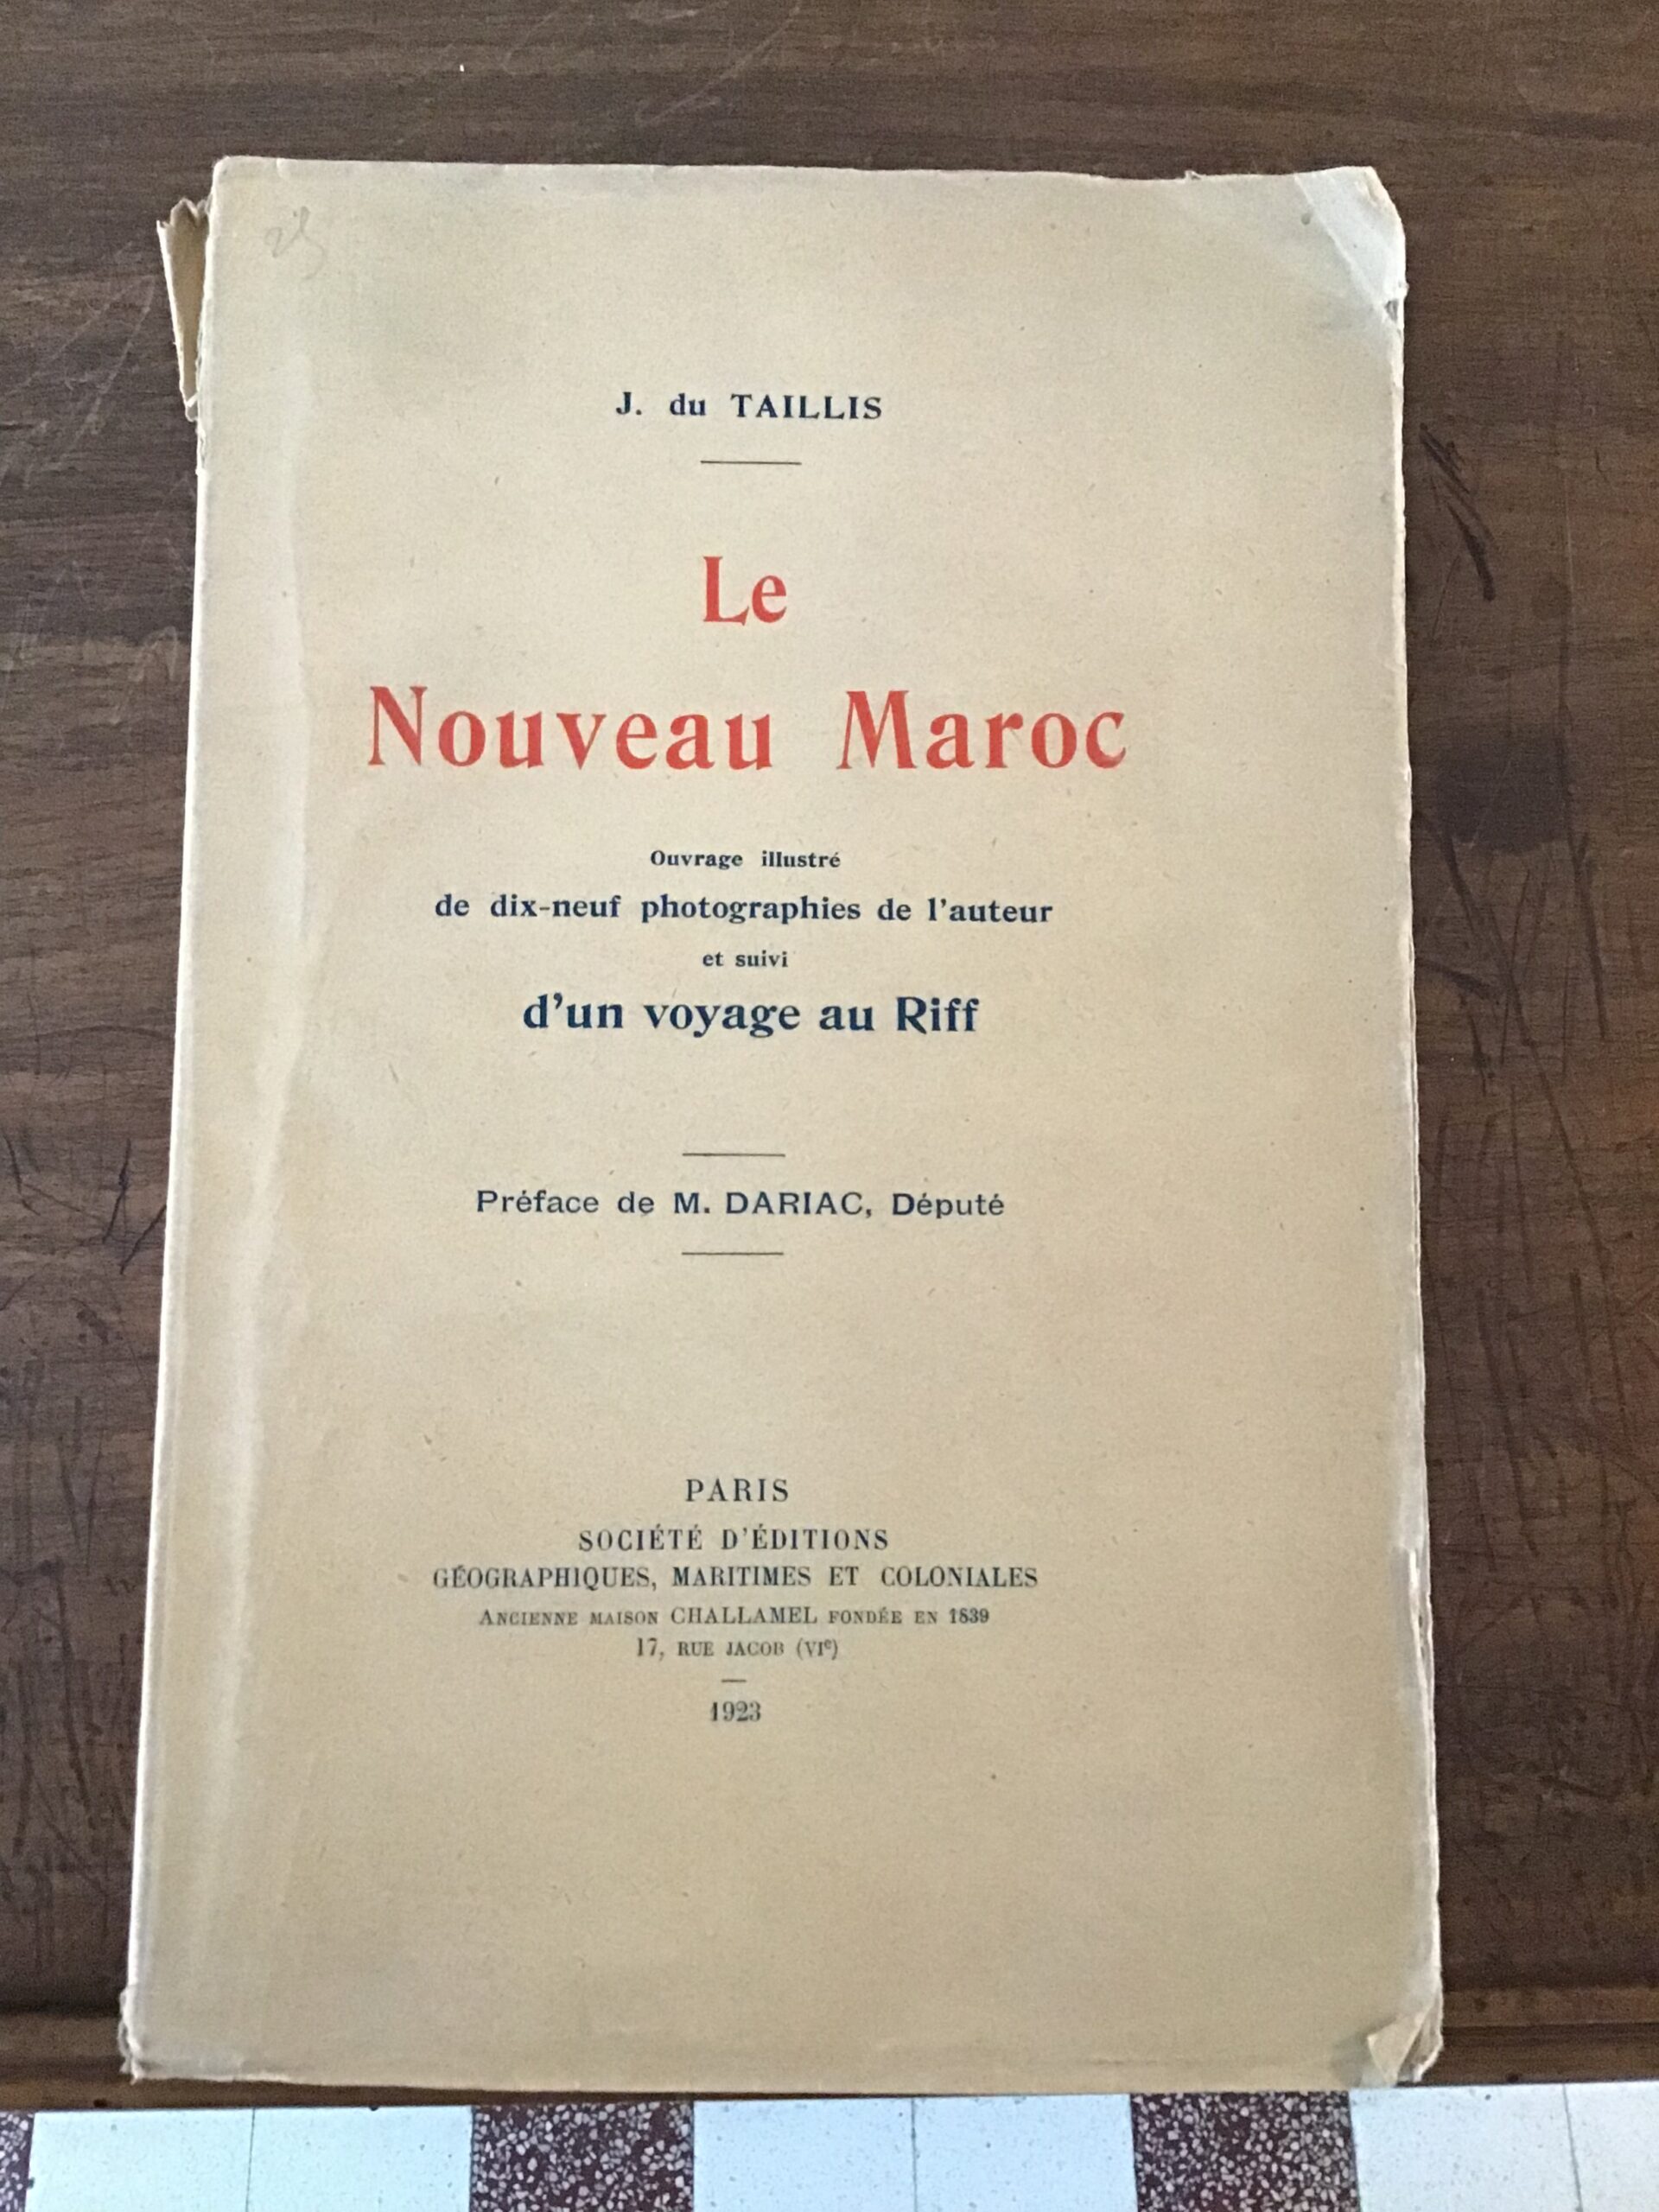 J. du TAILLIS
Le
Nouveau Maroc
Ouvrage illustré
de dix-neuf photographies de l'auteur
et suivi
d'un voyage au Riff
Préface de M. DARIAC, Député
PARIS
SOCIÉTÉ D'ÉDITIONS
GÉOGRAPHIQUES, MARITIMES ET COLONIALES
ANCIENNE MAISON CHALLAMEL FONDÉE EN 1839
17, RUE JACOB (VIe)
1923